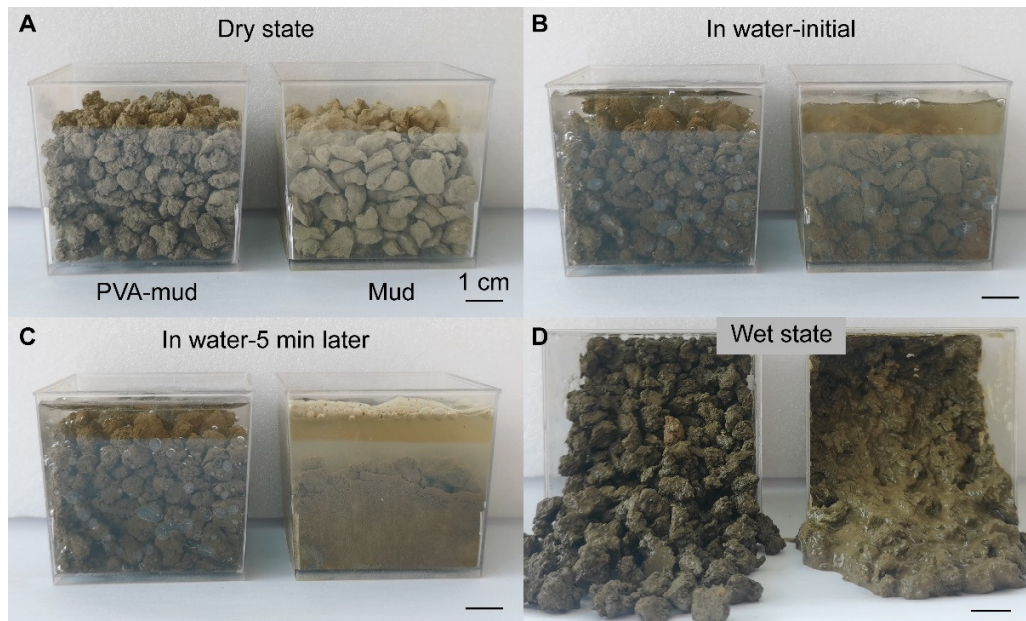 A
Dry state
PVA-mud
Mud
1 cm
B
In water-initial
C
In water-5 min later
D
Wet state